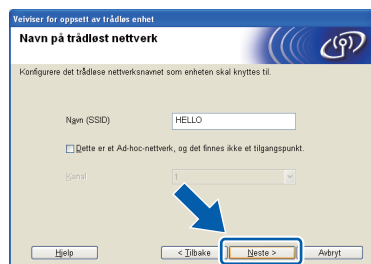 Veiviser for oppsett av trådløs enhet
Navn på trådløst nettverk
Konfigurere det trådløse nettverksnavnet som enheten skal knyttes til.
Navn (SSID) HELLO
Dette er et Ad-hoc-nettverk, og det finnes ikke et tilgangspunkt.
Kanal 1
Hjelp < Tilbake Neste > Avbryt